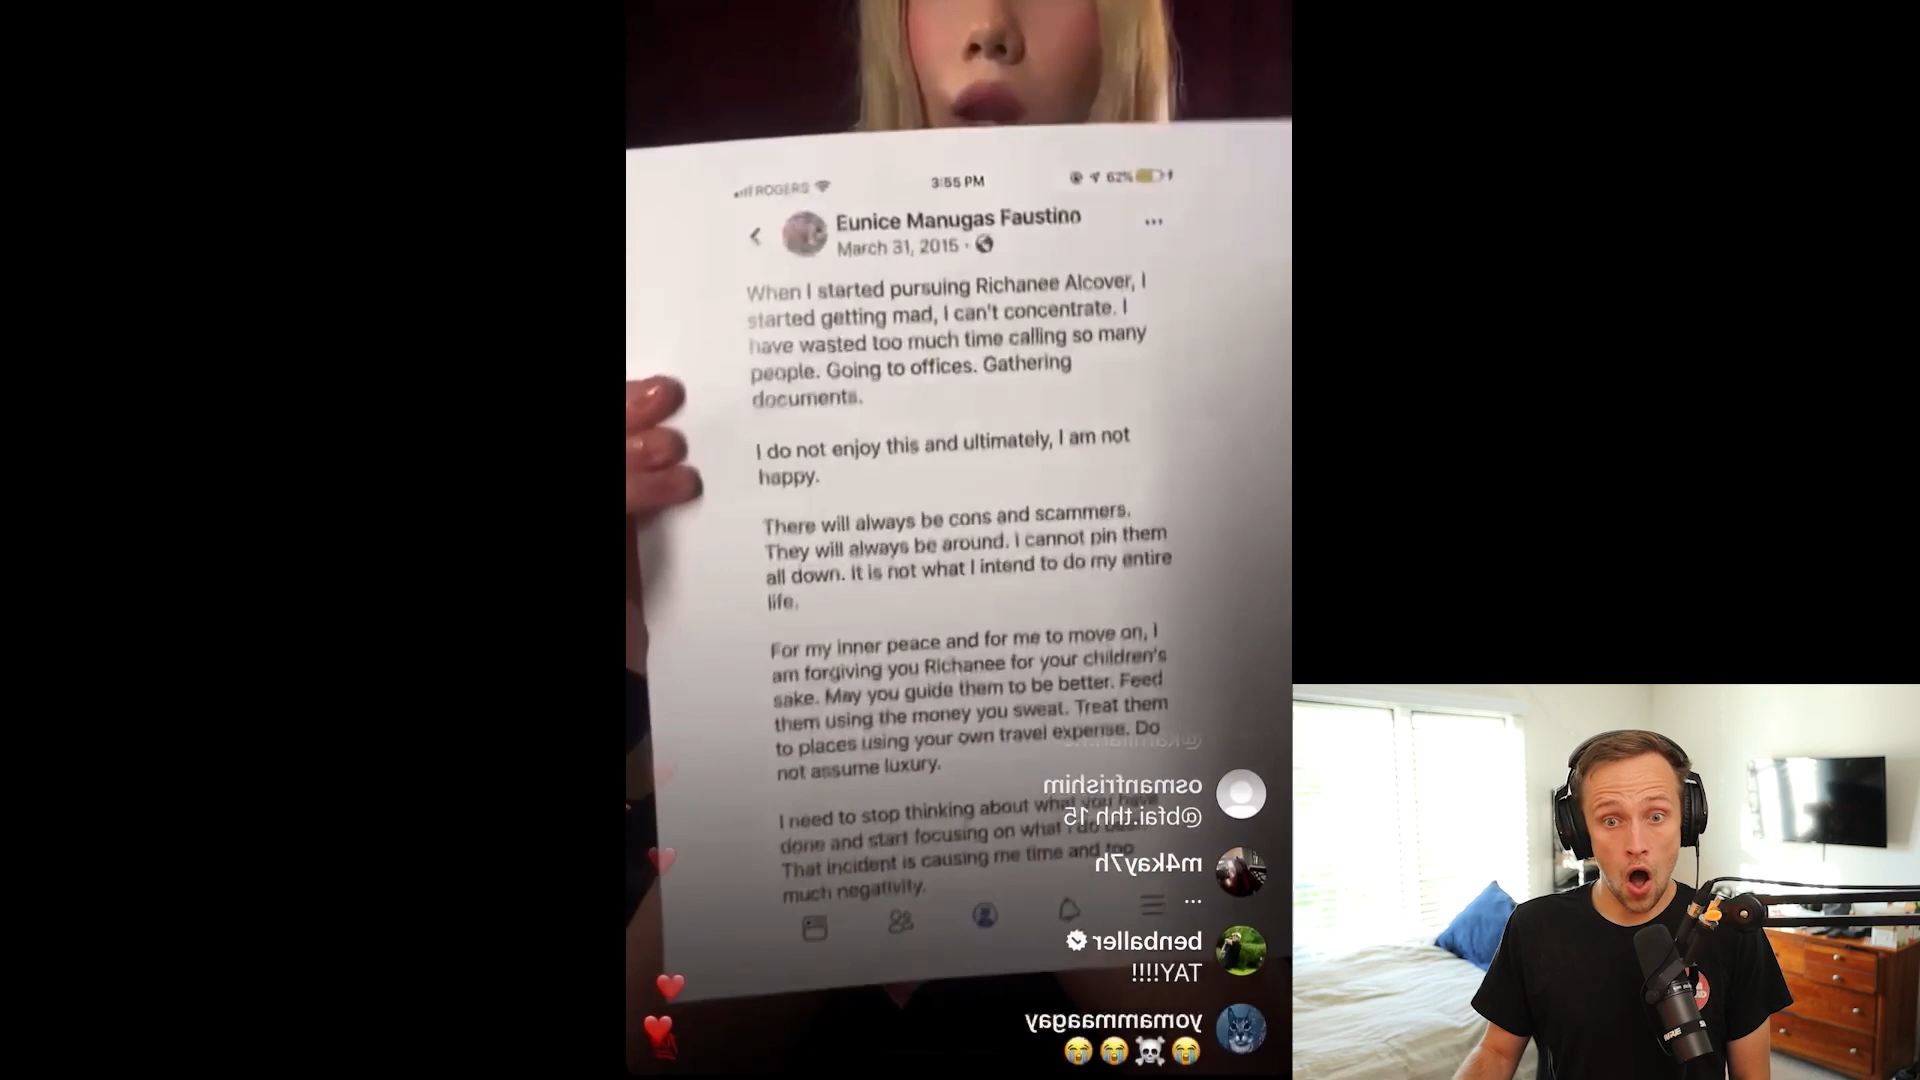 ROGERS 3:55 PM 62%
Eunice Manugas Faustino
March 31, 2015
When I started pursuing Richanee Alcover, I
started getting mad, I can't concentrate. I
have wasted too much time calling so many
people. Going to offices. Gathering
documents.
I do not enjoy this and ultimately, I am not
happy.
There will always be cons and scammers.
They will always be around. I cannot pin them
all down. It is not what I intend to do my entire
life.
For my inner peace and for me to move on, I
am forgiving you Richanee for your children's
sake. May you guide them to be better. Feed
them using the money you sweat. Treat them
to places using your own travel expense. Do
not assume luxury.
I need to stop thinking about what you have
done and start focusing on what I do
That incident is causing me time and too
much negativity.
osmanfrishim
@bfai.thh 15
m4kay7h
...
benballer
TAY!!!!
yomammaagay
😭☠️😭😭